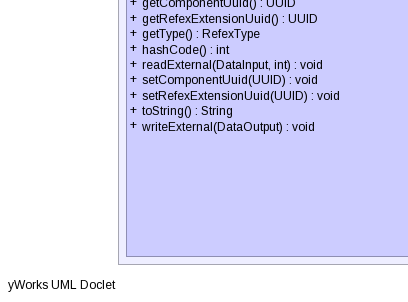 + getComponentUuid() : UUID
+ getRefexExtensionUuid() : UUID
+ getType() : RefexType
+ hashCode() : int
+ readExternal(DataInput, int) : void
+ setComponentUuid(UUID) : void
+ setRefexExtensionUuid(UUID) : void
+ toString() : String
+ writeExternal(DataOutput) : void
yWorks UML Doclet